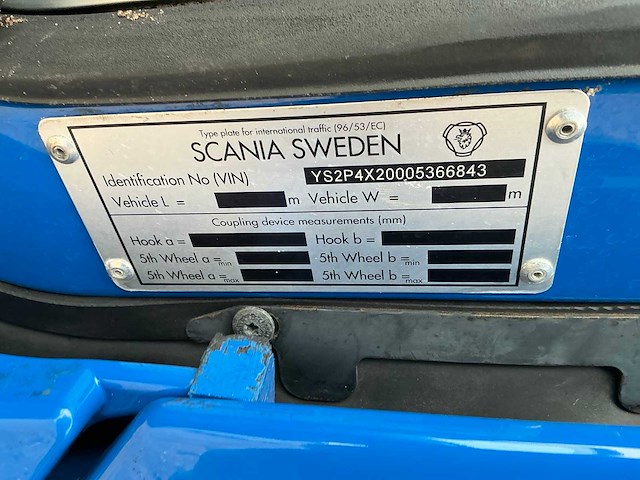 Type plate for international traffic (96/53/EC)
SCANIA SWEDEN
Identification No (VIN) YS2P4X20005366843
Vehicle L = m Vehicle W = m
Coupling device measurements (mm)
Hook a = Hook b =
5th Wheel a min = 5th Wheel b min =
5th Wheel a max = 5th Wheel b max =